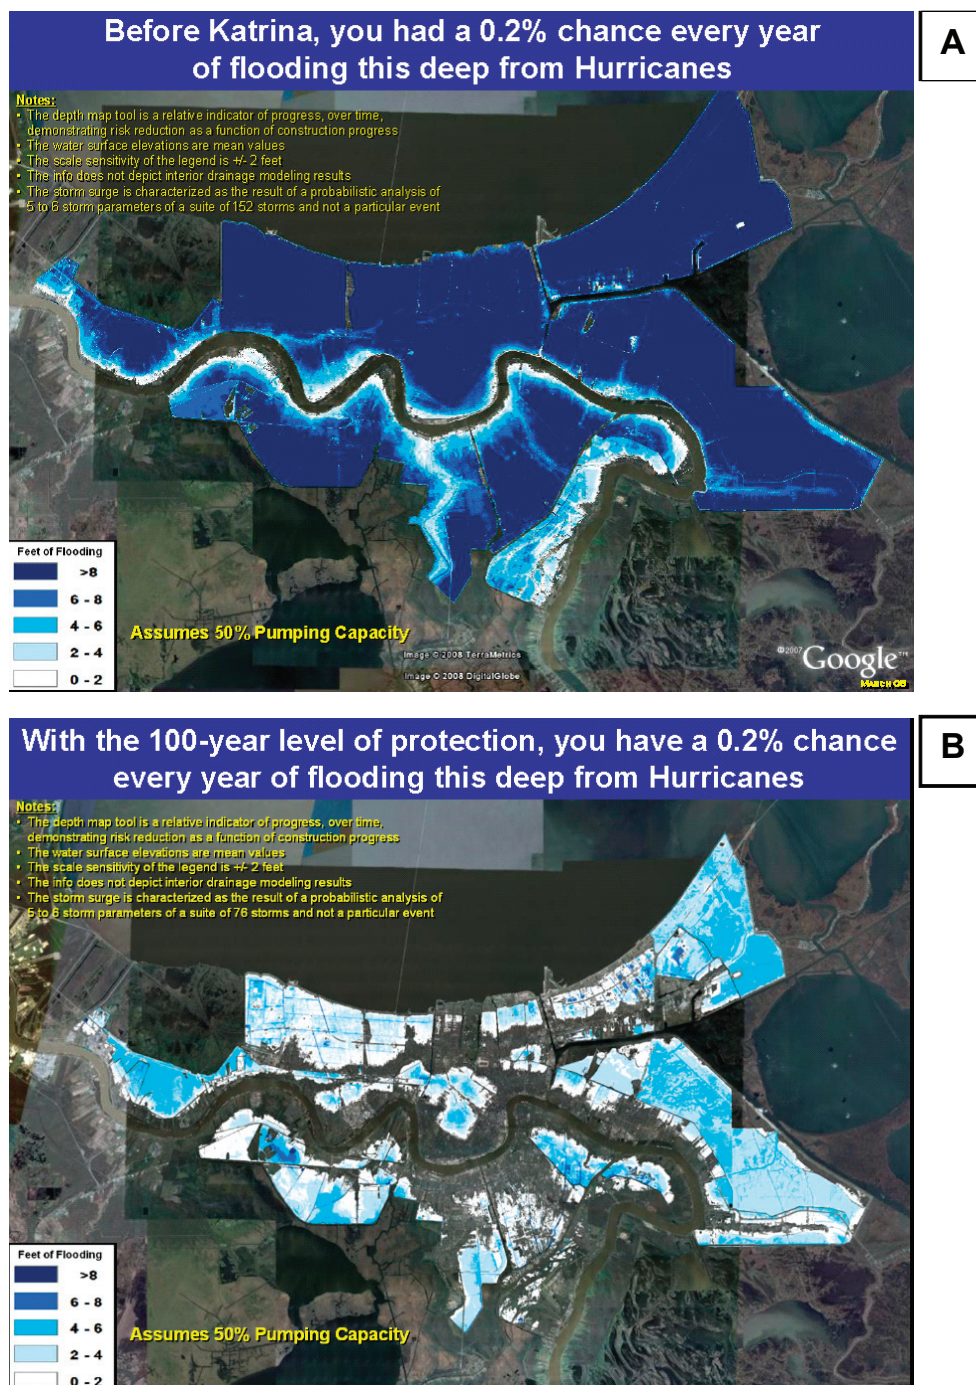 Before Katrina, you had a 0.2% chance every year
of flooding this deep from Hurricanes
A
Notes:
• The depth map tool is a relative indicator of progress, over time,
demonstrating risk reduction as a function of construction progress
• The water surface elevations are mean values
• The scale sensitivity of the legend is +/- 2 feet
• The info does not depict interior drainage modeling results
• The storm surge is characterized as the result of a probabilistic analysis of
5 to 6 storm parameters of a suite of 152 storms and not a particular event
Feet of Flooding
>8
6 - 8
4 - 6
2 - 4
0 - 2
Assumes 50% Pumping Capacity
Image © 2008 TerraMetrics
Image © 2008 DigitalGlobe
©2007 Google™
MARCH 08
With the 100-year level of protection, you have a 0.2% chance
every year of flooding this deep from Hurricanes
B
Notes:
• The depth map tool is a relative indicator of progress, over time,
demonstrating risk reduction as a function of construction progress
• The water surface elevations are mean values
• The scale sensitivity of the legend is +/- 2 feet
• The info does not depict interior drainage modeling results
• The storm surge is characterized as the result of a probabilistic analysis of
5 to 6 storm parameters of a suite of 76 storms and not a particular event
Feet of Flooding
>8
6 - 8
4 - 6
2 - 4
0 - 2
Assumes 50% Pumping Capacity